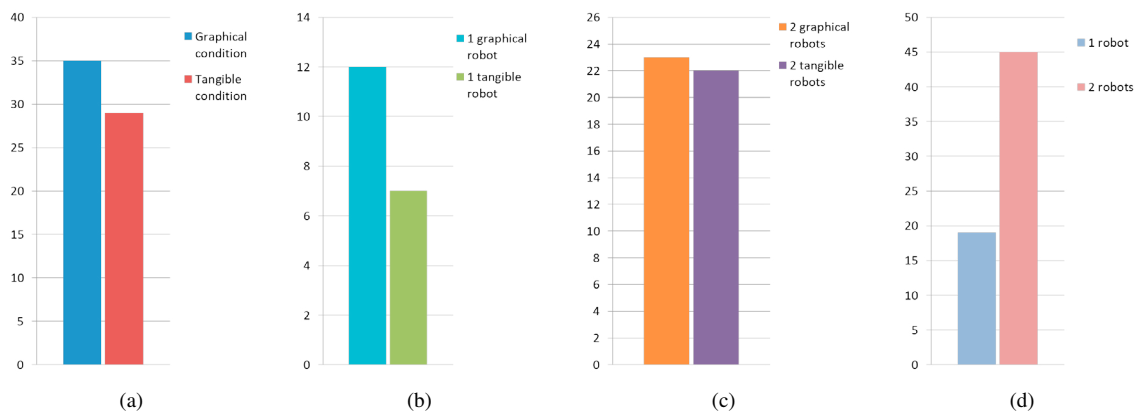 40
35
30
25
20
15
10
5
0
Graphical
condition
Tangible
condition
(a)
14
12
10
8
6
4
2
0
1 graphical
robot
1 tangible
robot
(b)
26
24
22
20
18
16
14
12
10
8
6
4
2
0
2 graphical
robots
2 tangible
robots
(c)
50
45
40
35
30
25
20
15
10
5
0
1 robot
2 robots
(d)